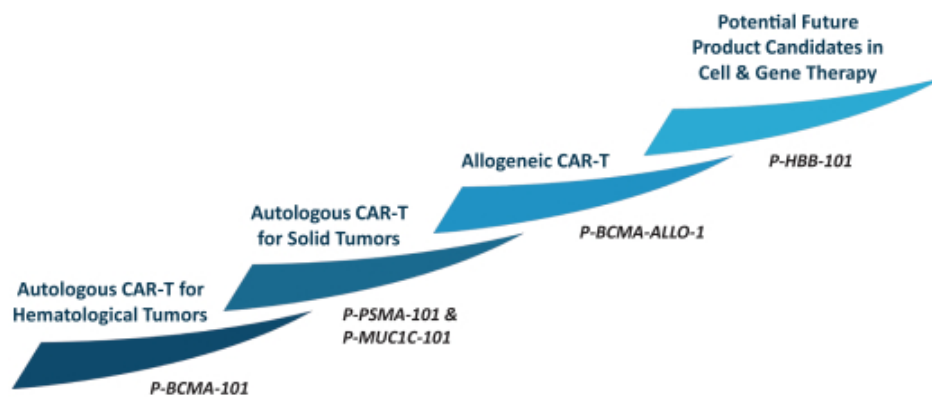 Potential Future
Product Candidates in
Cell & Gene Therapy
P-HBB-101
Allogeneic CAR-T
P-BCMA-ALLO-1
Autologous CAR-T
for Solid Tumors
P-PSMA-101 &
P-MUC1C-101
Autologous CAR-T for
Hematological Tumors
P-BCMA-101